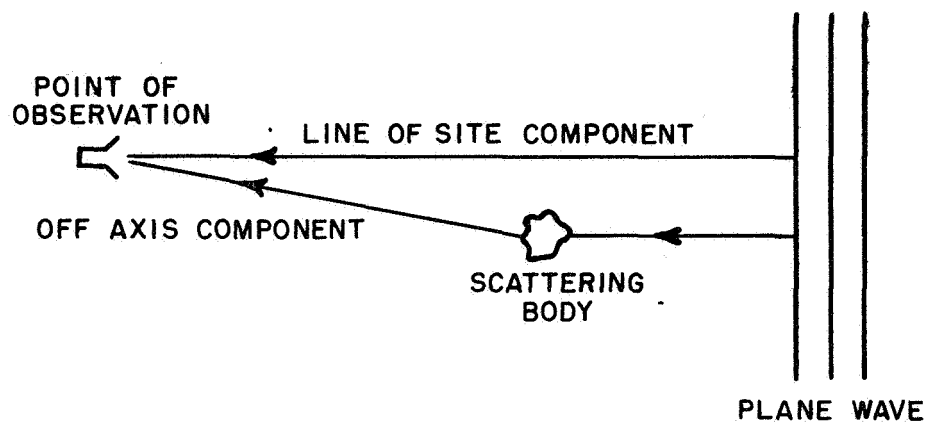 POINT OF
OBSERVATION
LINE OF SITE COMPONENT
OFF AXIS COMPONENT
SCATTERING
BODY
PLANE WAVE